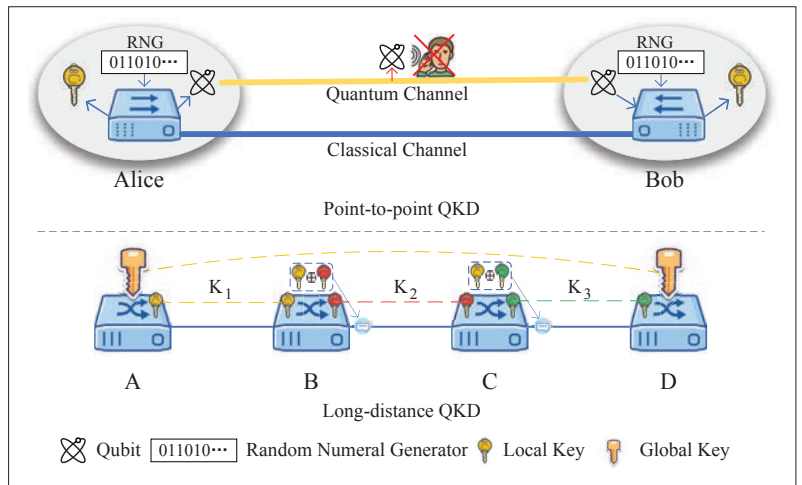 RNG
011010···
RNG
011010···
Quantum Channel
Classical Channel
Alice
Bob
Point-to-point QKD
K1
K2
K3
A
B
C
D
Long-distance QKD
Qubit
011010···
Random Numeral Generator
Local Key
Global Key